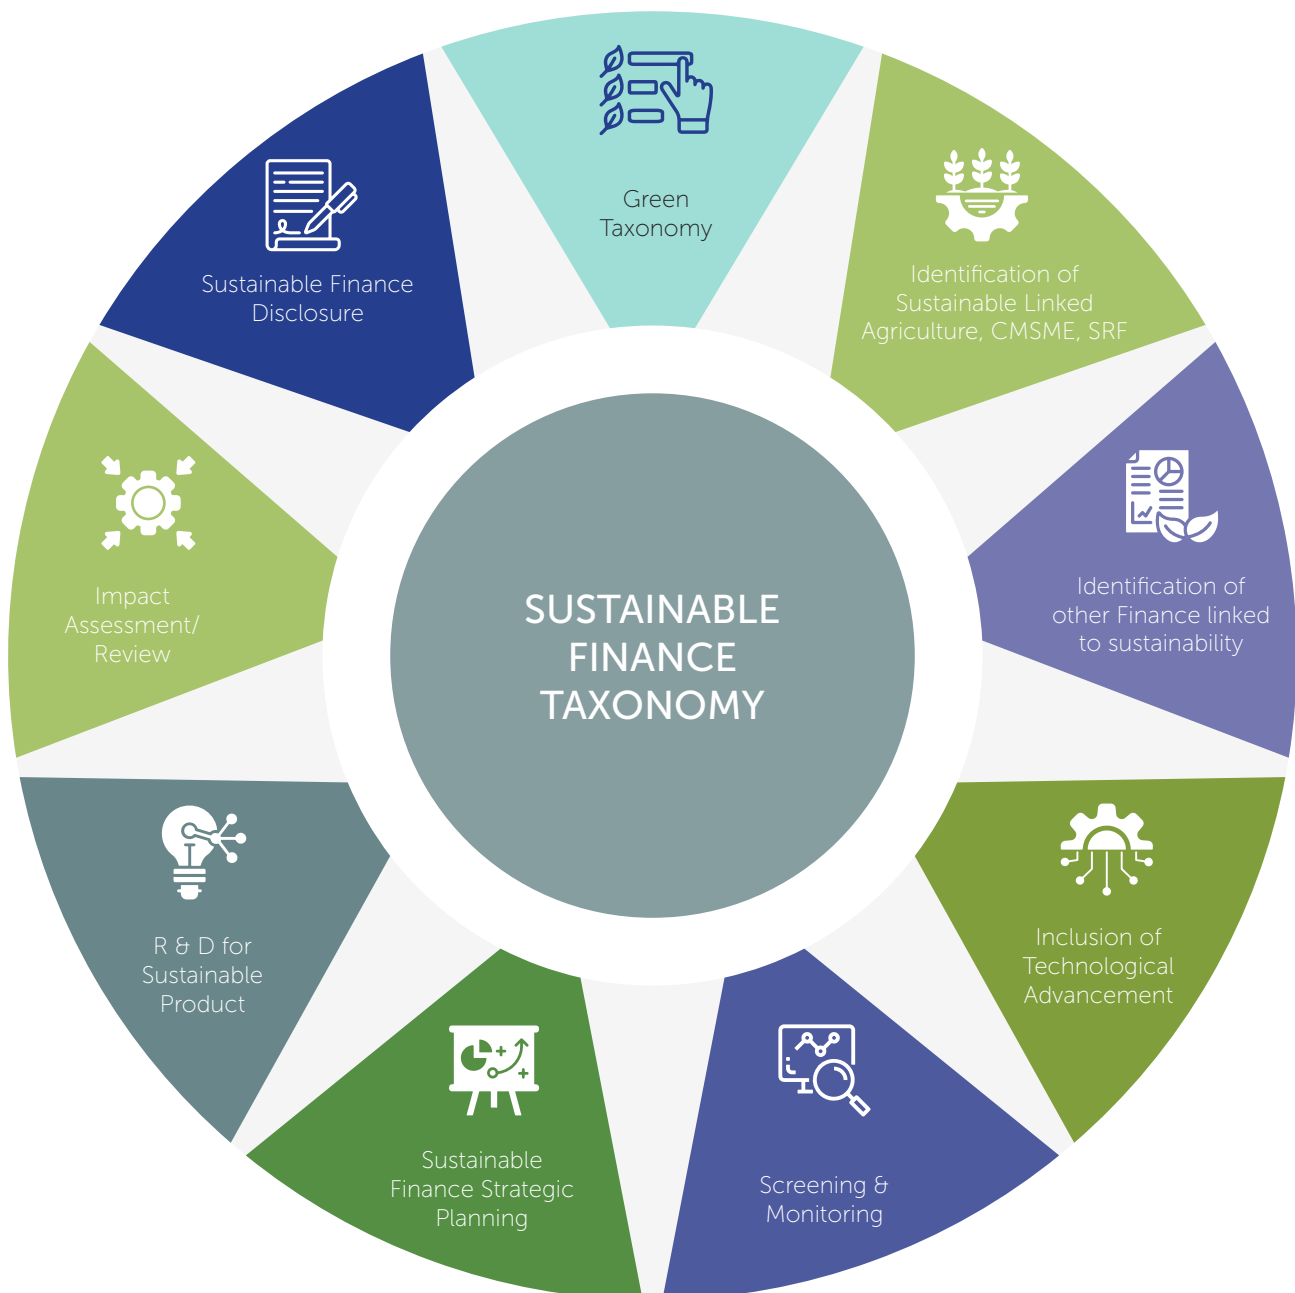 Green
Taxonomy
Identification of
Sustainable Linked
Agriculture, CMSME, SRF
Identification of
other Finance linked
to sustainability
Inclusion of
Technological
Advancement
Screening &
Monitoring
Sustainable
Finance Strategic
Planning
R & D for
Sustainable
Product
Impact
Assessment/
Review
Sustainable Finance
Disclosure
SUSTAINABLE
FINANCE
TAXONOMY